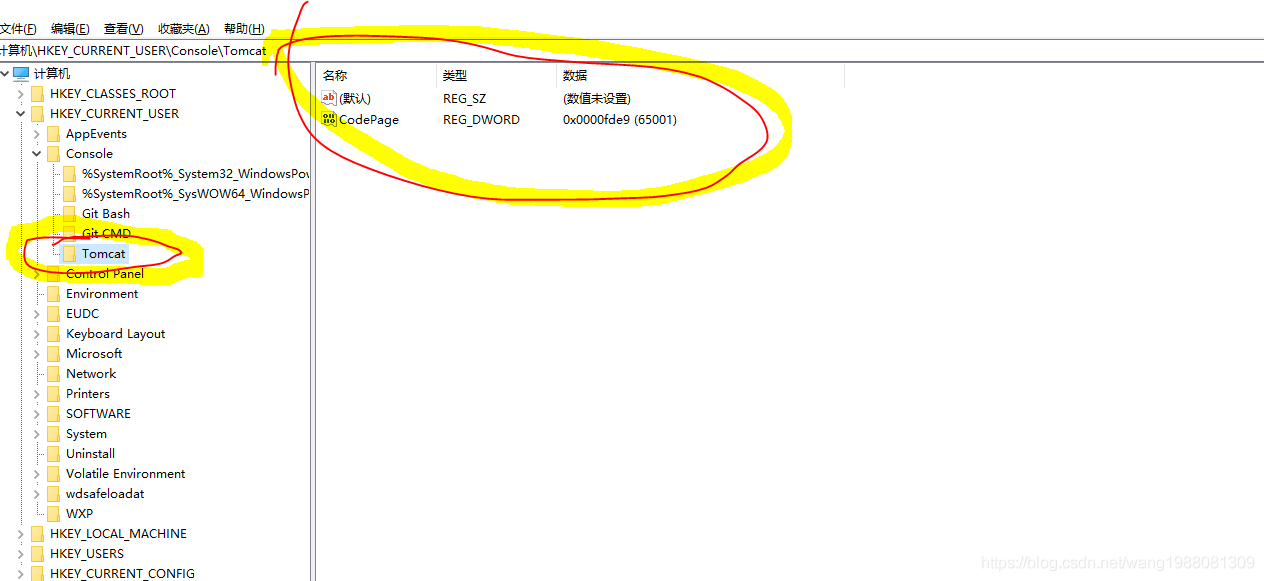 文件(F) 编辑(E) 查看(V) 收藏夹(A) 帮助(H)
计算机\HKEY_CURRENT_USER\Console\Tomcat
计算机
HKEY_CLASSES_ROOT
HKEY_CURRENT_USER
AppEvents
Console
%SystemRoot%_System32_WindowsPov
%SystemRoot%_SysWOW64_WindowsP
Git Bash
Git CMD
Tomcat
Control Panel
Environment
EUDC
Keyboard Layout
Microsoft
Network
Printers
SOFTWARE
System
Uninstall
Volatile Environment
wdsafeloadat
WXP
HKEY_LOCAL_MACHINE
HKEY_USERS
HKEY_CURRENT_CONFIG
名称 类型 数据
(默认) REG_SZ (数值未设置)
CodePage REG_DWORD 0x0000fde9 (65001)
https://blog.csdn.net/wang1988081309